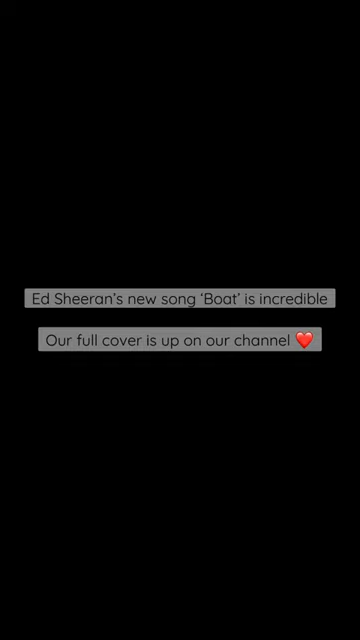 Ed Sheeran’s new song ‘Boat’ is incredible
Our full cover is up on our channel ❤️